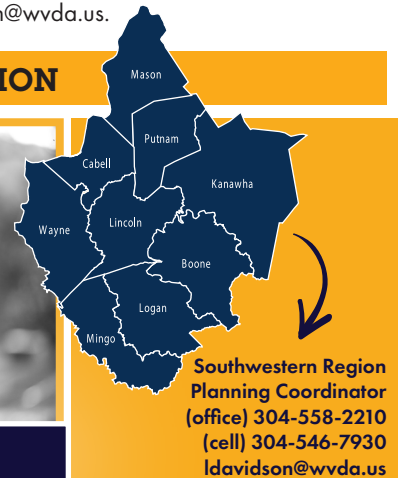 n@wvda.us.
ION
Mason
Putnam
Cabell
Kanawha
Wayne
Lincoln
Boone
Logan
Mingo
Southwestern Region
Planning Coordinator
(office) 304-558-2210
(cell) 304-546-7930
ldavidson@wvda.us